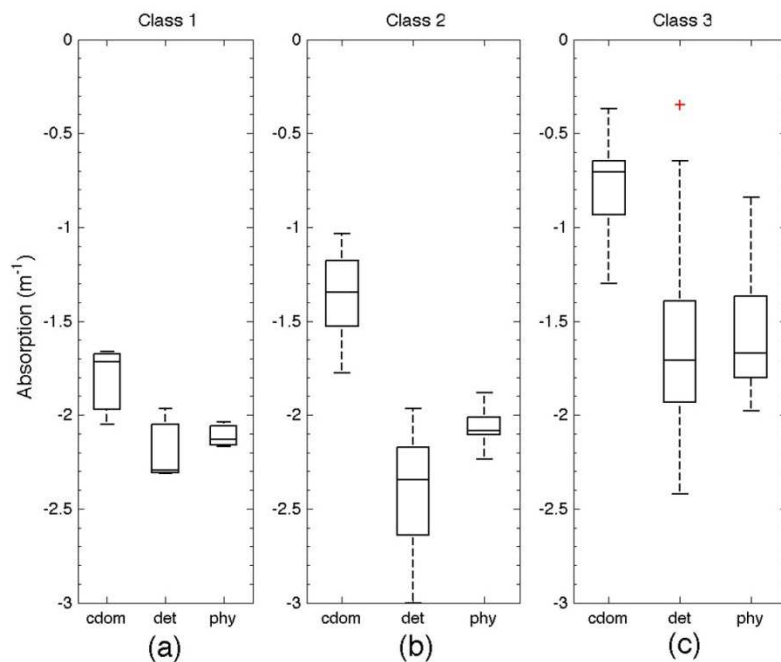 Class 1
Class 2
Class 3
Absorption (m⁻¹)
0
-0.5
-1
-1.5
-2
-2.5
-3
cdom det phy
(a)
0
-0.5
-1
-1.5
-2
-2.5
-3
cdom det phy
(b)
0
-0.5
-1
-1.5
-2
-2.5
-3
cdom det phy
(c)